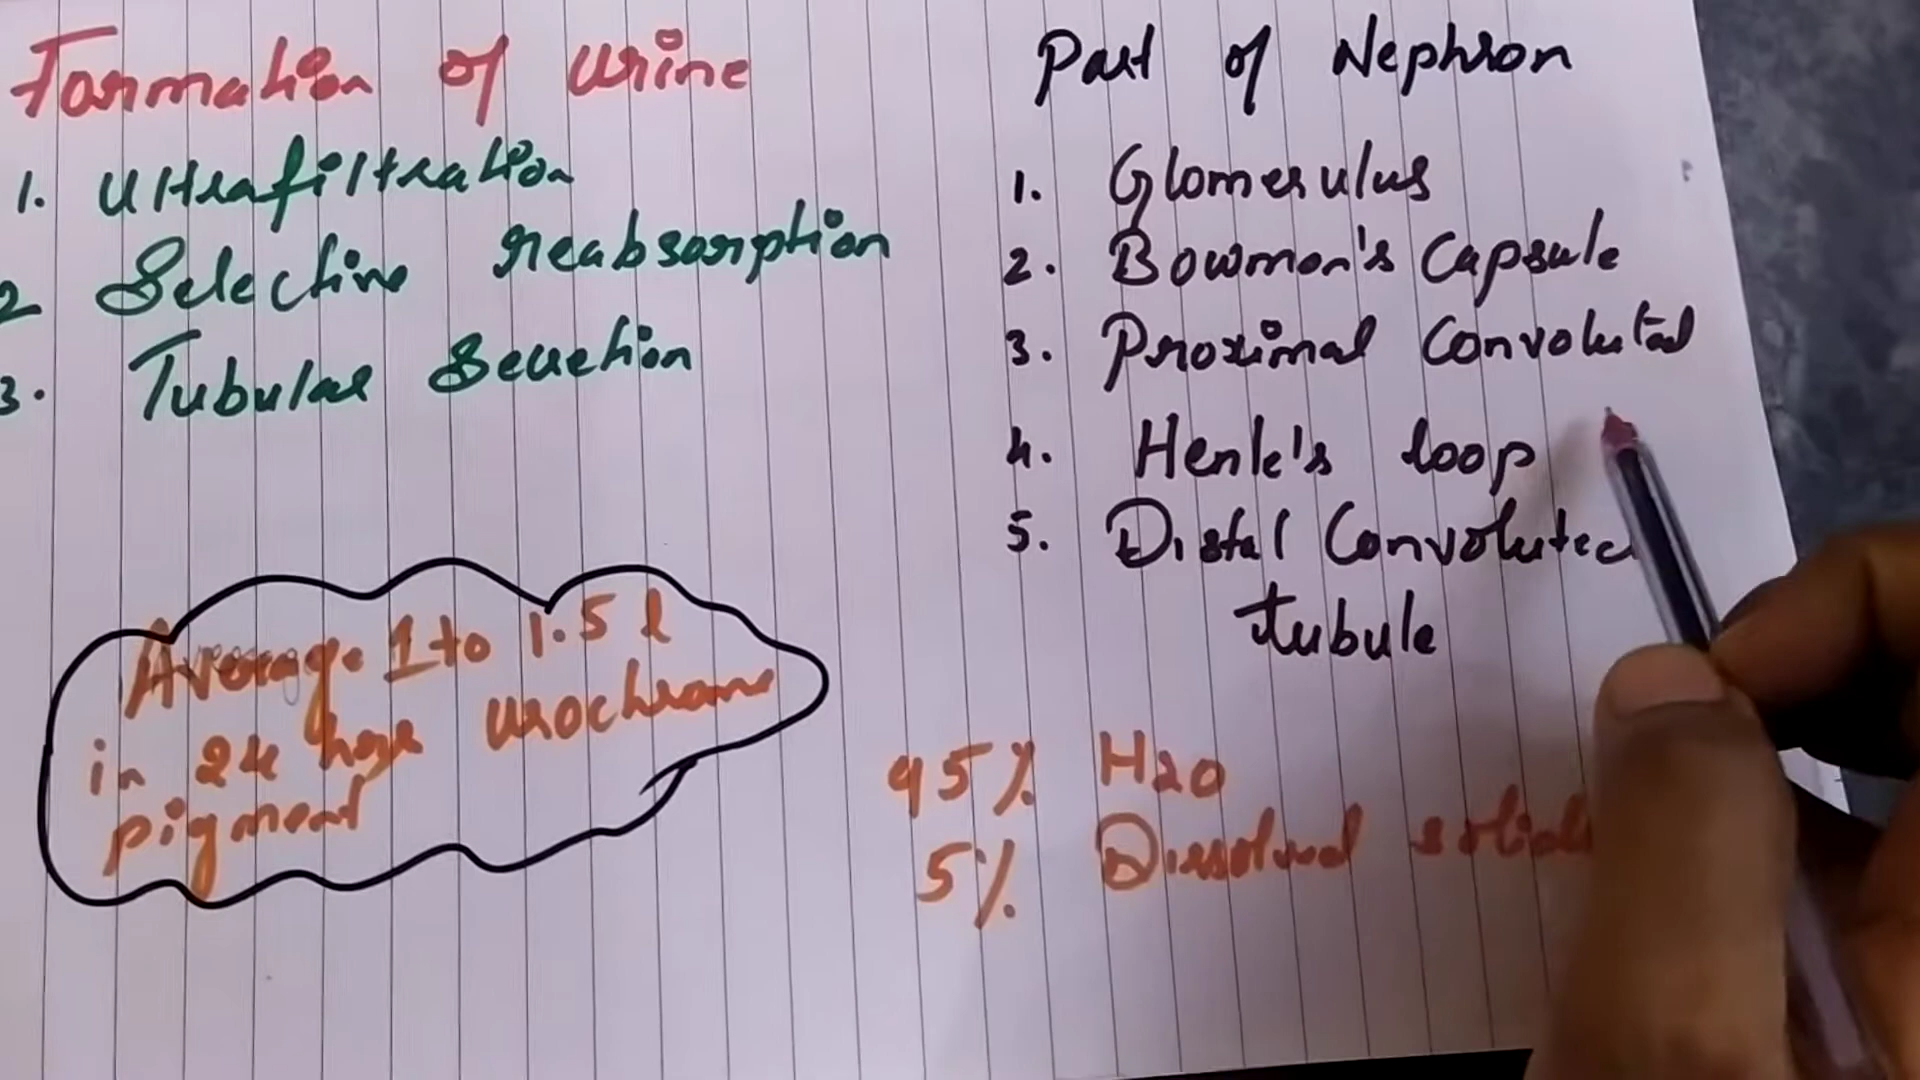 Formation of Urine
1. Ultrafiltration
2 Selective reabsorption
3. Tubular Secretion
Average 1 to 1.5 l
in 24 hrs urochrome
pigment
Part of Nephron
1. Glomerulus
2. Bowman's Capsule
3. Proximal Convoluted
4. Henle's loop
5. Distal Convoluted
tubule
95% H2O
5% Dissolved solids